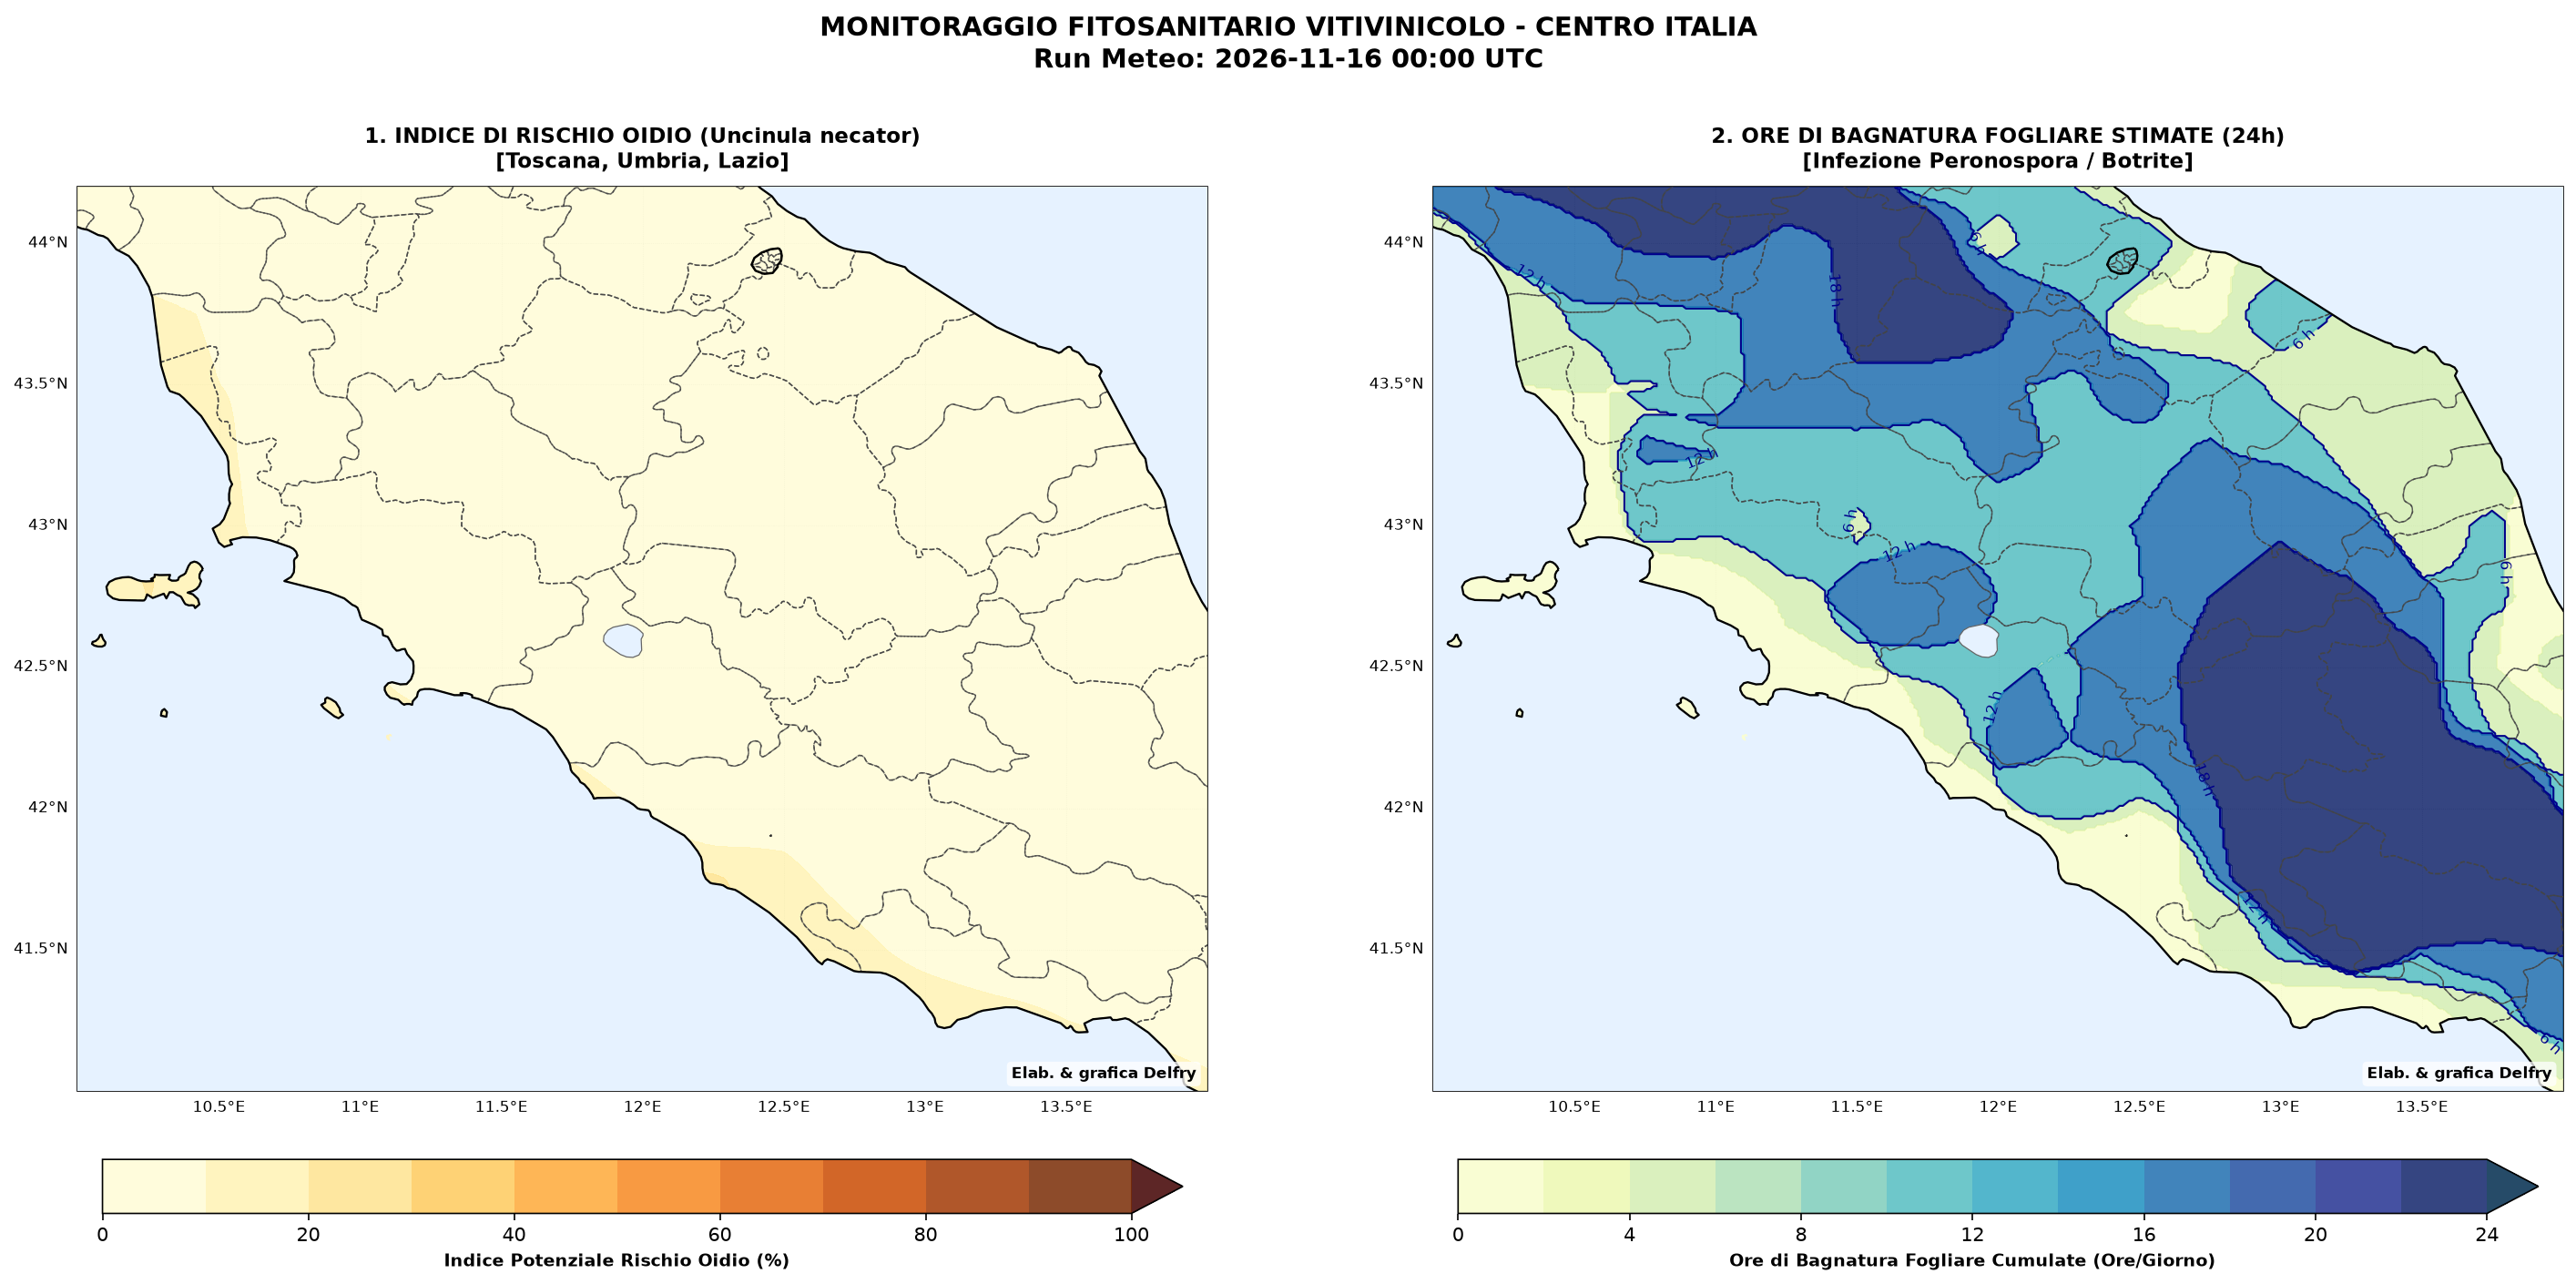 MONITORAGGIO FITOSANITARIO VITIVINICOLO - CENTRO ITALIA
Run Meteo: 2026-11-16 00:00 UTC
1. INDICE DI RISCHIO OIDIO (Uncinula necator)
[Toscana, Umbria, Lazio]
44°N
43.5°N
43°N
42.5°N
42°N
41.5°N
10.5°E 11°E 11.5°E 12°E 12.5°E 13°E 13.5°E
Elab. & grafica Delfry
0 20 40 60 80 100
Indice Potenziale Rischio Oidio (%)
2. ORE DI BAGNATURA FOGLIARE STIMATE (24h)
[Infezione Peronospora / Botrite]
44°N
43.5°N
43°N
42.5°N
42°N
41.5°N
6 h
12 h
18 h
6 h
12 h
6 h
12 h
6 h
12 h
18 h
12 h
6 h
10.5°E 11°E 11.5°E 12°E 12.5°E 13°E 13.5°E
Elab. & grafica Delfry
0 4 8 12 16 20 24
Ore di Bagnatura Fogliare Cumulate (Ore/Giorno)